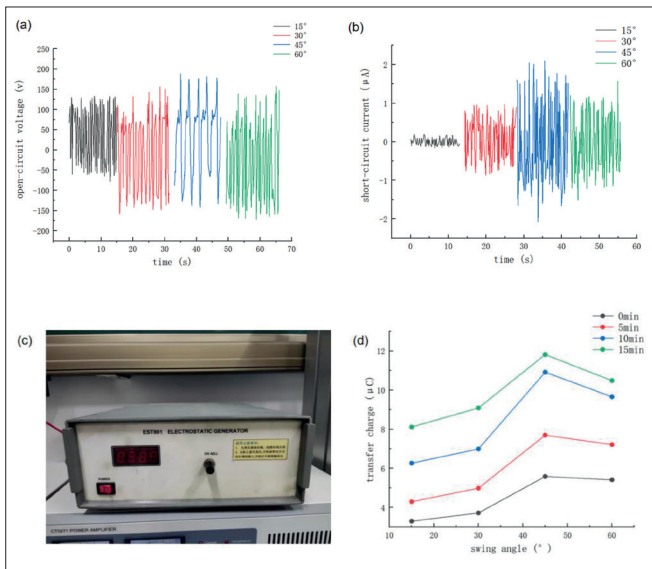 (a)
15°
30°
45°
60°
open-circuit voltage (v)
250
200
150
100
50
0
-50
-100
-150
-200
0 10 20 30 40 50 60 70
time (s)
(b)
15°
30°
45°
60°
short-circuit current (μA)
2
1
0
-1
-2
0 10 20 30 40 50 60
time (s)
(c)
EST801 ELECTROSTATIC GENERATOR
POWER
HV ADJ
POWER AMPLIFIER
(d)
0min
5min
10min
15min
transfer charge (μC)
12
10
8
6
4
10 20 30 40 50 60
swing angle (°)